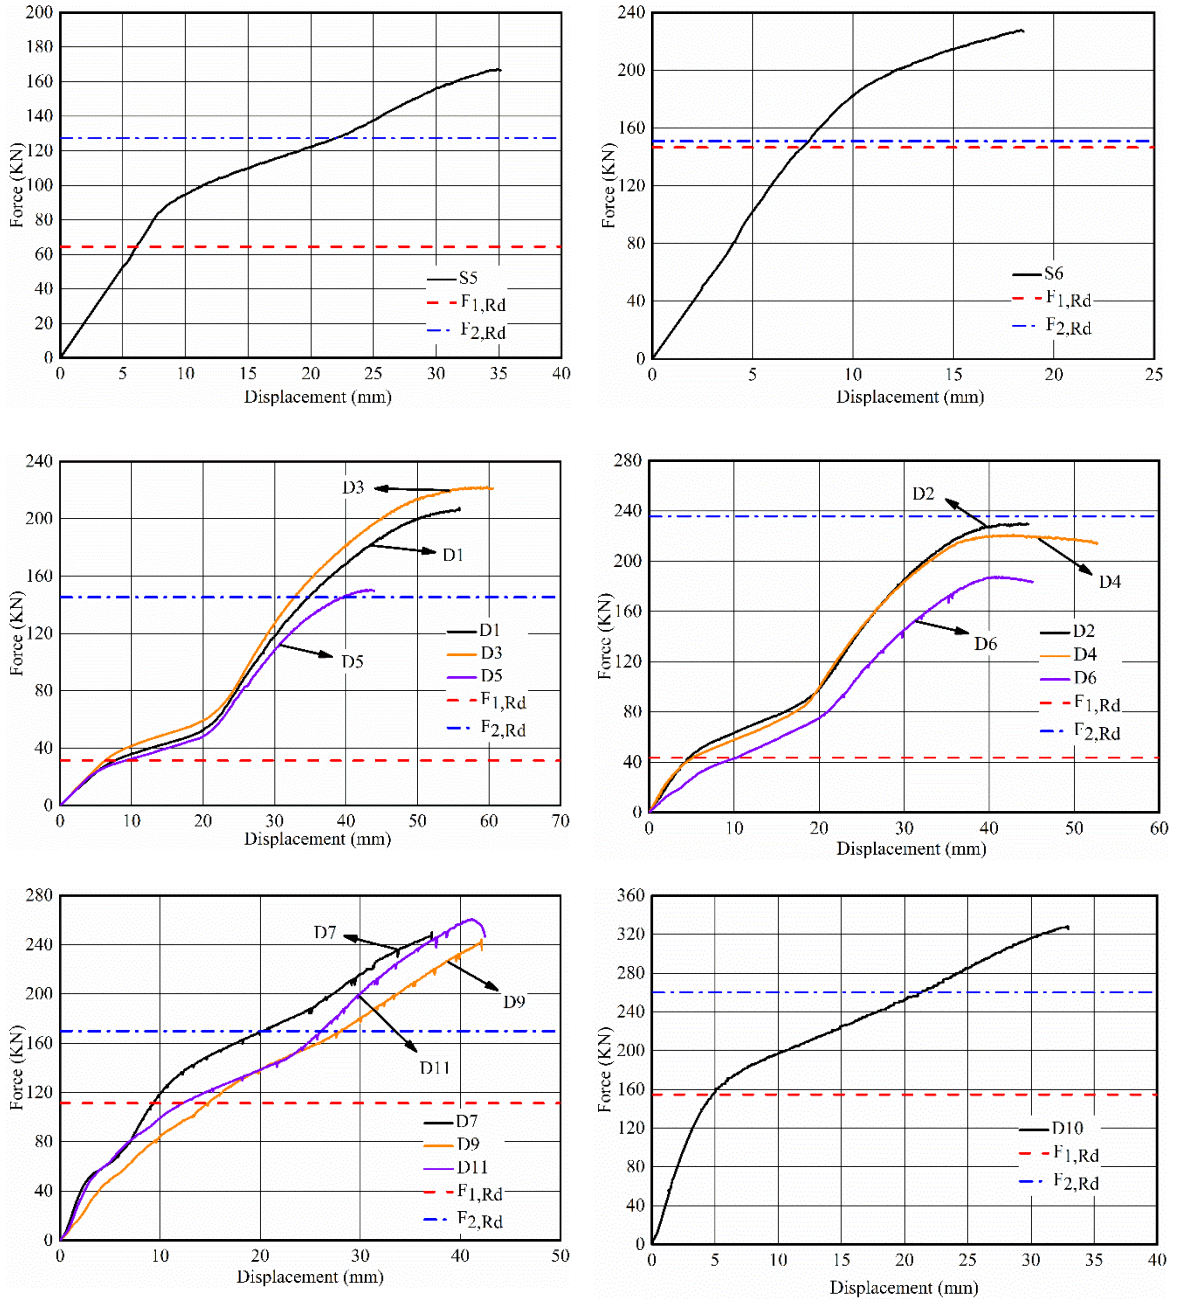 200
180
160
140
120
100
80
60
40
20
0
Force (KN)
S5
F1,Rd
F2,Rd
0 5 10 15 20 25 30 35 40
Displacement (mm)
240
200
160
120
80
40
0
Force (KN)
S6
F1,Rd
F2,Rd
0 5 10 15 20 25
Displacement (mm)
240
200
160
120
80
40
0
Force (KN)
D3
D1
D5
D1
D3
D5
F1,Rd
F2,Rd
0 10 20 30 40 50 60 70
Displacement (mm)
280
240
200
160
120
80
40
0
Force (KN)
D2
D4
D6
D2
D4
D6
F1,Rd
F2,Rd
0 10 20 30 40 50 60
Displacement (mm)
280
240
200
160
120
80
40
0
Force (KN)
D7
D9
D11
D7
D9
D11
F1,Rd
F2,Rd
0 10 20 30 40 50
Displacement (mm)
360
320
280
240
200
160
120
80
40
0
Force (KN)
D10
F1,Rd
F2,Rd
0 5 10 15 20 25 30 35 40
Displacement (mm)